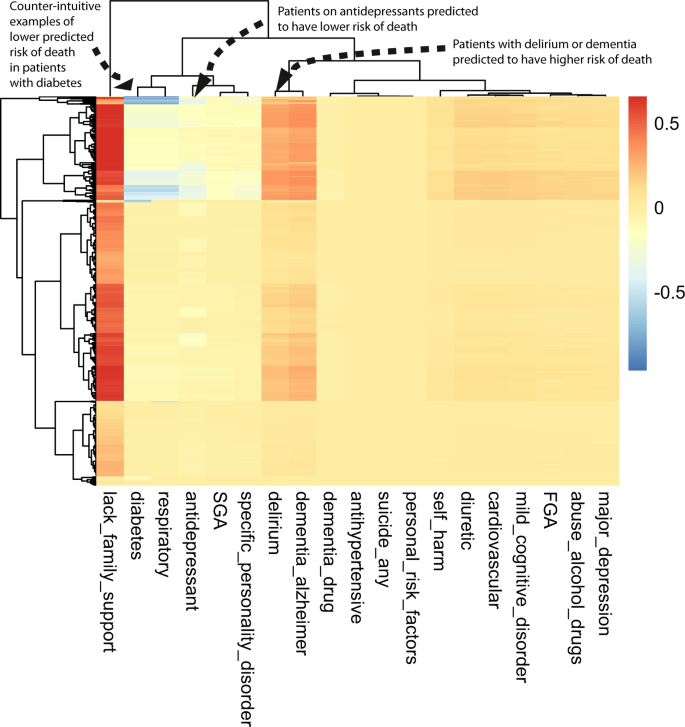 Counter-intuitive
examples of
lower predicted
risk of death
in patients
with diabetes
Patients on antidepressants predicted
to have lower risk of death
Patients with delirium or dementia
predicted to have higher risk of death
0.5
0
-0.5
lack_family_support
diabetes
respiratory
antidepressant
SGA
specific_personality_disorder
delirium
dementia_alzheimer
dementia_drug
antihypertensive
suicide_any
personal_risk_factors
self_harm
diuretic
cardiovascular
mild_cognitive_disorder
FGA
abuse_alcohol_drugs
major_depression